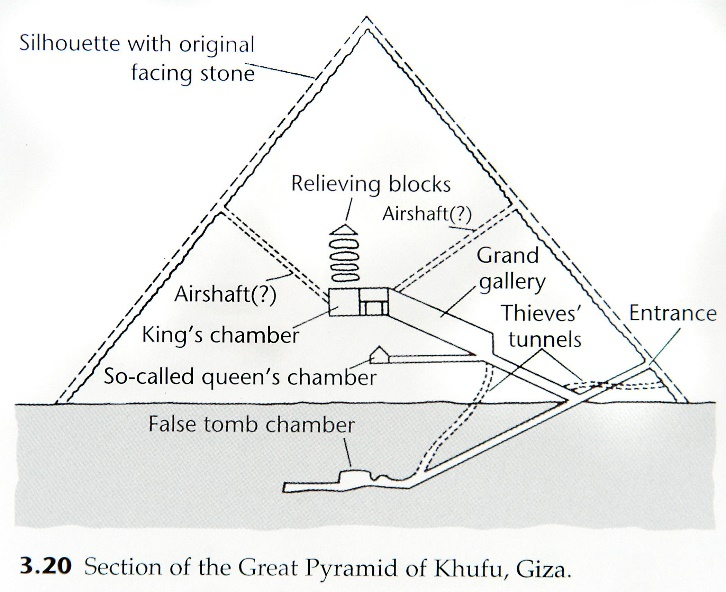 Silhouette with original
facing stone
Relieving blocks
Airshaft(?)
Grand
gallery
Airshaft(?)
Thieves'
tunnels
Entrance
King's chamber
So-called queen's chamber
False tomb chamber
3.20 Section of the Great Pyramid of Khufu, Giza.